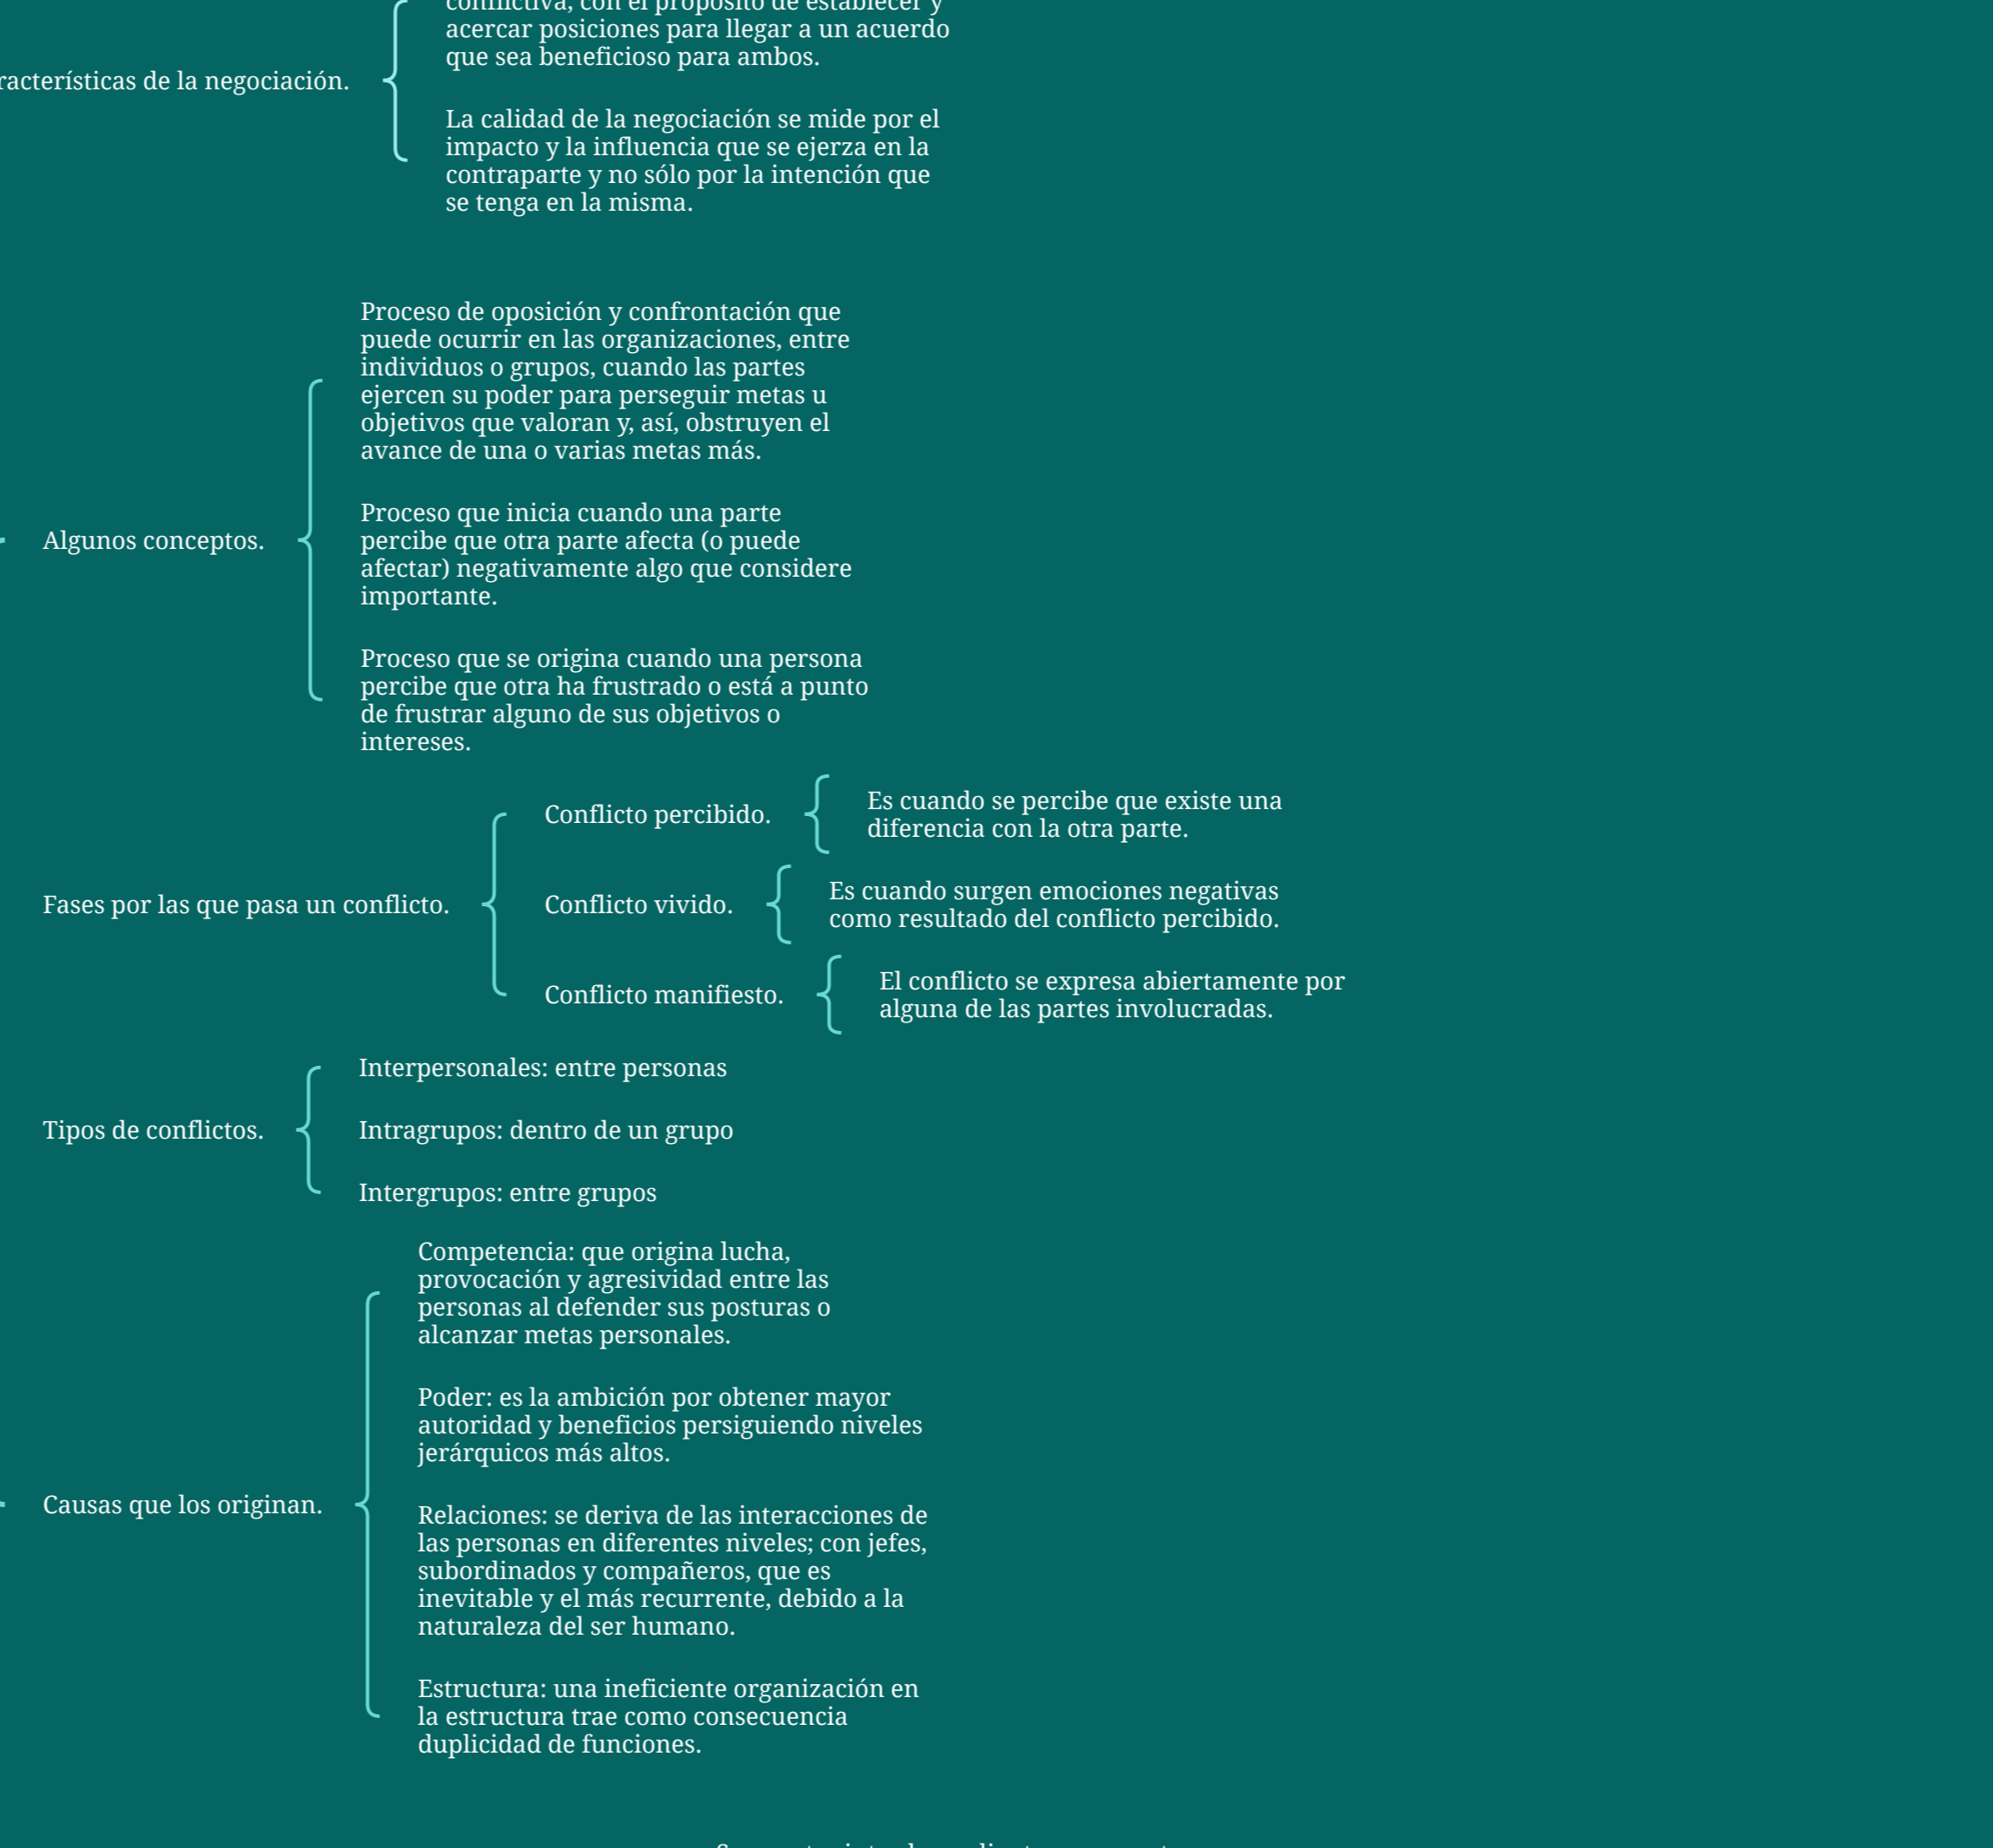 conflictiva, con el propósito de establecer y
acercar posiciones para llegar a un acuerdo
que sea beneficioso para ambos.
racterísticas de la negociación.
La calidad de la negociación se mide por el
impacto y la influencia que se ejerza en la
contraparte y no sólo por la intención que
se tenga en la misma.
Proceso de oposición y confrontación que
puede ocurrir en las organizaciones, entre
individuos o grupos, cuando las partes
ejercen su poder para perseguir metas u
objetivos que valoran y, así, obstruyen el
avance de una o varias metas más.
Algunos conceptos.
Proceso que inicia cuando una parte
percibe que otra parte afecta (o puede
afectar) negativamente algo que considere
importante.
Proceso que se origina cuando una persona
percibe que otra ha frustrado o está a punto
de frustrar alguno de sus objetivos o
intereses.
Fases por las que pasa un conflicto.
Conflicto percibido.
Es cuando se percibe que existe una
diferencia con la otra parte.
Conflicto vivido.
Es cuando surgen emociones negativas
como resultado del conflicto percibido.
Conflicto manifiesto.
El conflicto se expresa abiertamente por
alguna de las partes involucradas.
Tipos de conflictos.
Interpersonales: entre personas
Intragrupos: dentro de un grupo
Intergrupos: entre grupos
Causas que los originan.
Competencia: que origina lucha,
provocación y agresividad entre las
personas al defender sus posturas o
alcanzar metas personales.
Poder: es la ambición por obtener mayor
autoridad y beneficios persiguiendo niveles
jerárquicos más altos.
Relaciones: se deriva de las interacciones de
las personas en diferentes niveles; con jefes,
subordinados y compañeros, que es
inevitable y el más recurrente, debido a la
naturaleza del ser humano.
Estructura: una ineficiente organización en
la estructura trae como consecuencia
duplicidad de funciones.